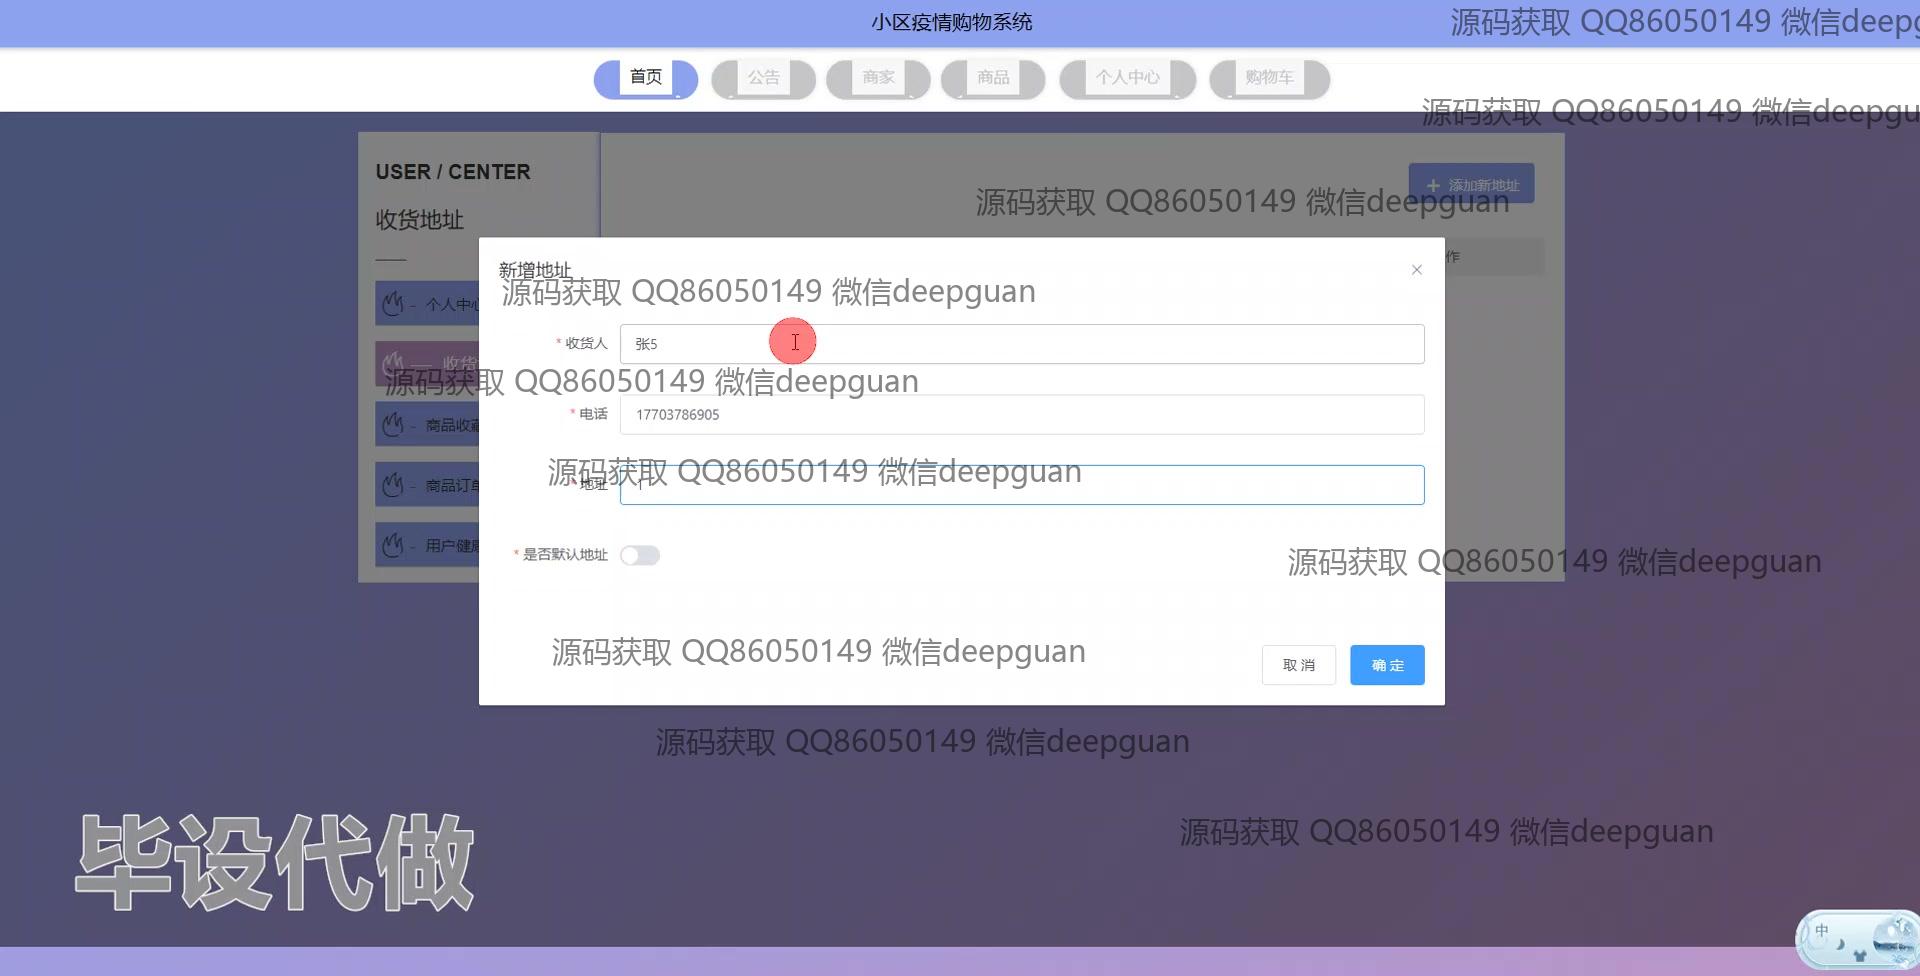 小区疫情购物系统
源码获取 QQ86050149 微信deepg
首页
公告
商家
商品
个人中心
购物车
源码获取 QQ86050149 微信deepgu
USER / CENTER
收货地址
添加新地址
源码获取 QQ86050149 微信deepguan
作
新增地址
源码获取 QQ86050149 微信deepguan
- 个人中心
* 收货人
张5
收货
源码获取 QQ86050149 微信deepguan
* 电话
17703786905
- 商品收藏
源码获取 QQ86050149 微信deepguan
* 地址
- 商品订单
- 用户健康
* 是否默认地址
源码获取 QQ86050149 微信deepguan
源码获取 QQ86050149 微信deepguan
取消
确定
源码获取 QQ86050149 微信deepguan
源码获取 QQ86050149 微信deepguan
毕设代做
中